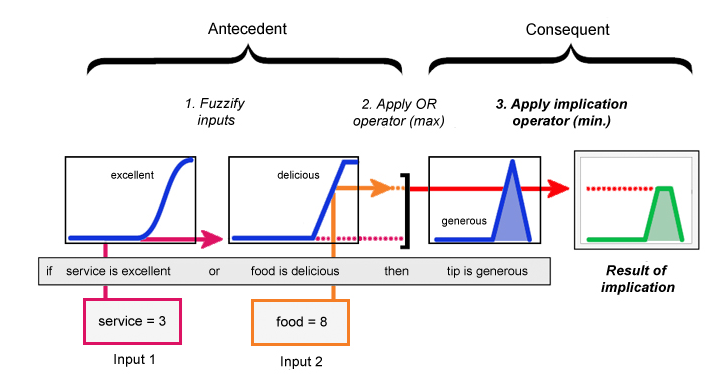 Antecedent
Consequent
1. Fuzzify
inputs
2. Apply OR
operator (max)
3. Apply implication
operator (min.)
excellent
delicious
generous
if service is excellent or food is delicious then tip is generous
Result of
implication
service = 3
food = 8
Input 1
Input 2